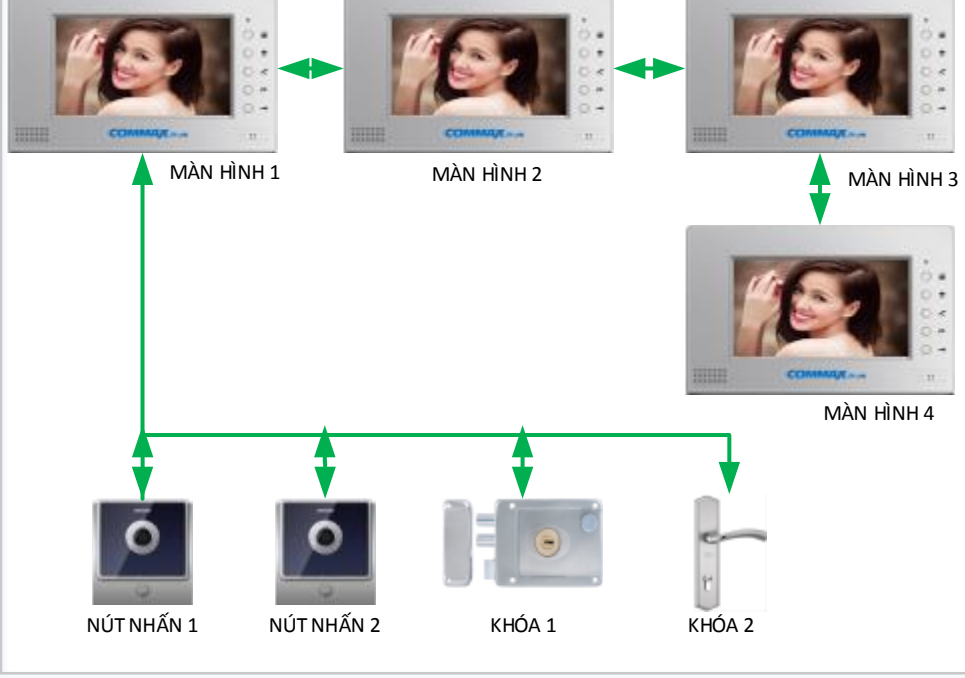 COMMAX
COMMAX
COMMAX
MÀN HÌNH 1
MÀN HÌNH 2
MÀN HÌNH 3
COMMAX
MÀN HÌNH 4
NÚT NHẤN 1
NÚT NHẤN 2
KHÓA 1
KHÓA 2